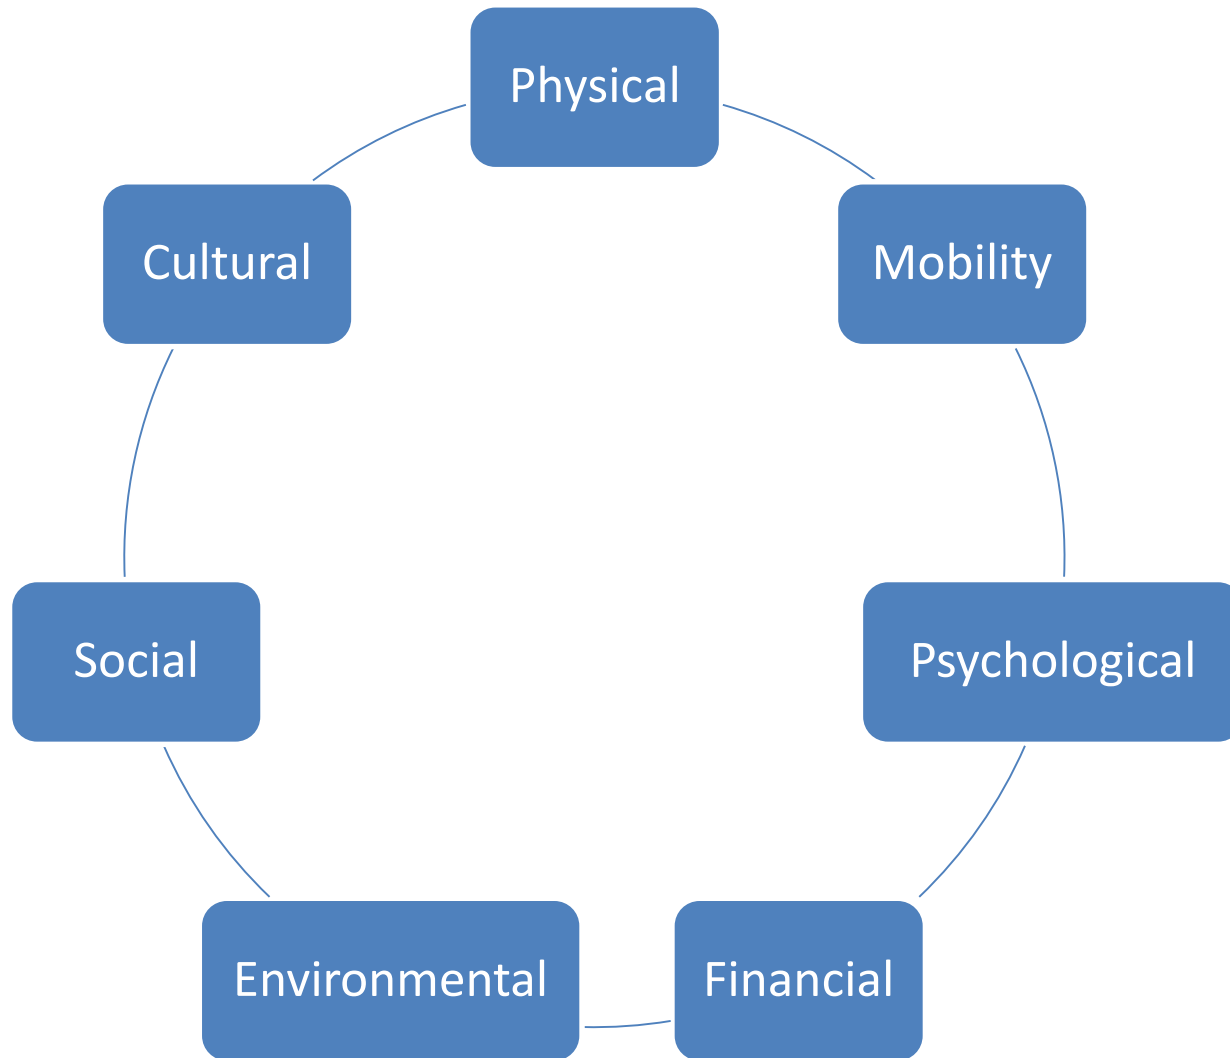 Physical
Mobility
Psychological
Financial
Environmental
Social
Cultural